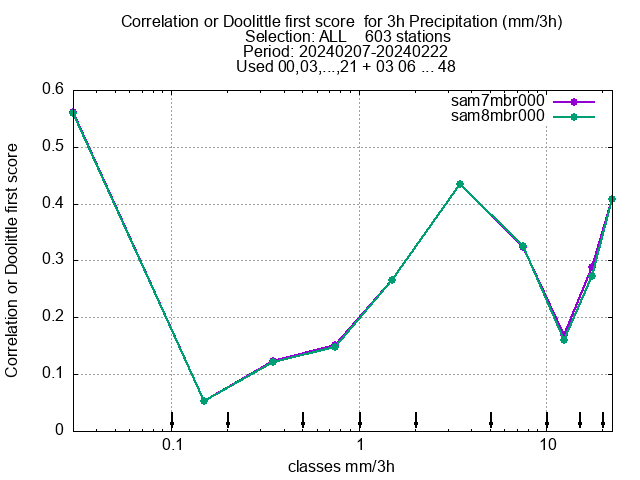 Correlation or Doolittle first score  for 3h Precipitation (mm/3h)
Selection: ALL    603 stations
Period: 20240207-20240222
Used 00,03,...,21 + 03 06 ... 48
sam7mbr000
sam8mbr000
Correlation or Doolittle first score
0.6
0.5
0.4
0.3
0.2
0.1
0
0.1
1
10
classes mm/3h